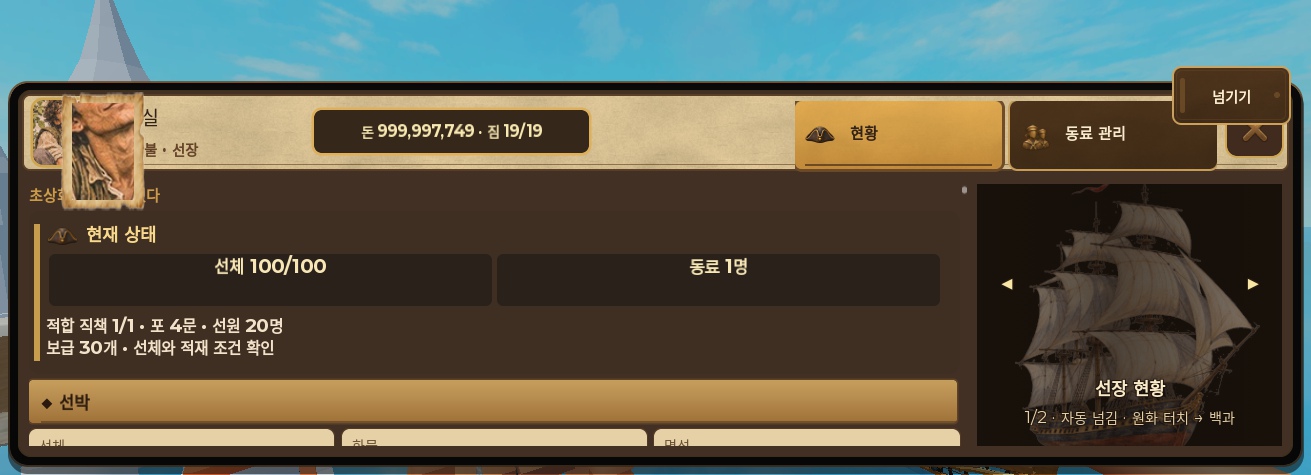 넘기기
실
불 • 선장
돈 999,997,749 · 짐 19/19
현황
동료 관리
초상 다
현재 상태
선체 100/100
동료 1명
적합 직책 1/1 • 포 4문 • 선원 20명
보급 30개 • 선체와 적재 조건 확인
◆ 선박
선장 현황
1/2 · 자동 넘김 · 원화 터치 → 백과